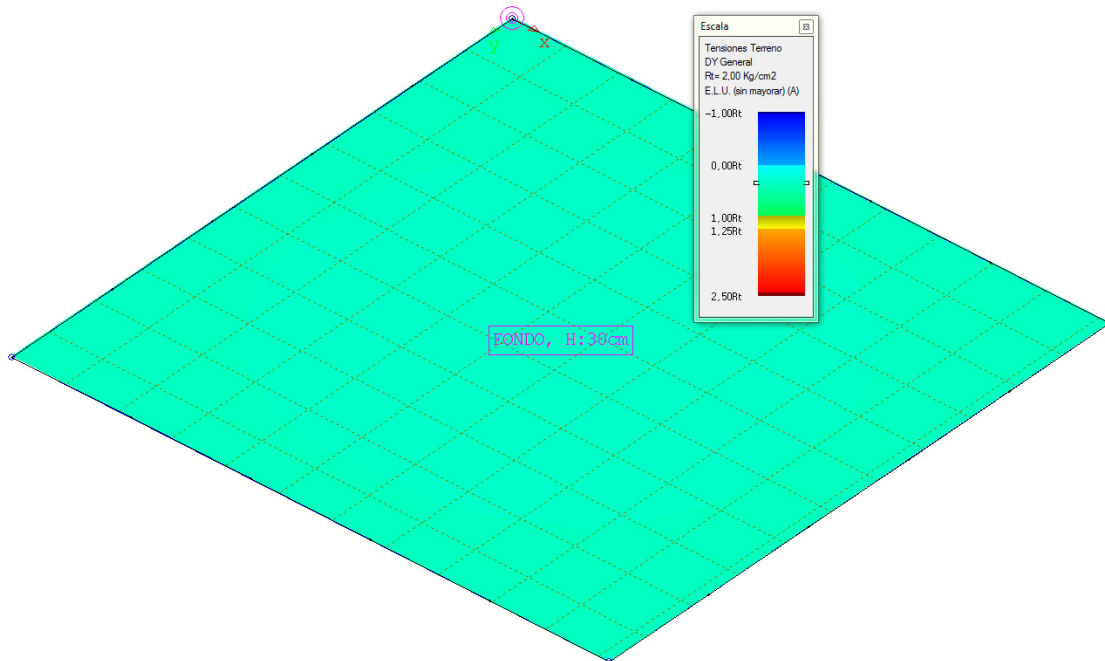 y
x
FONDO, H:30cm
Escala
Tensiones Terreno
DY General
Rt= 2,00 Kg/cm2
E.L.U. (sin mayorar) (A)
-1,00Rt
0,00Rt
1,00Rt
1,25Rt
2,50Rt